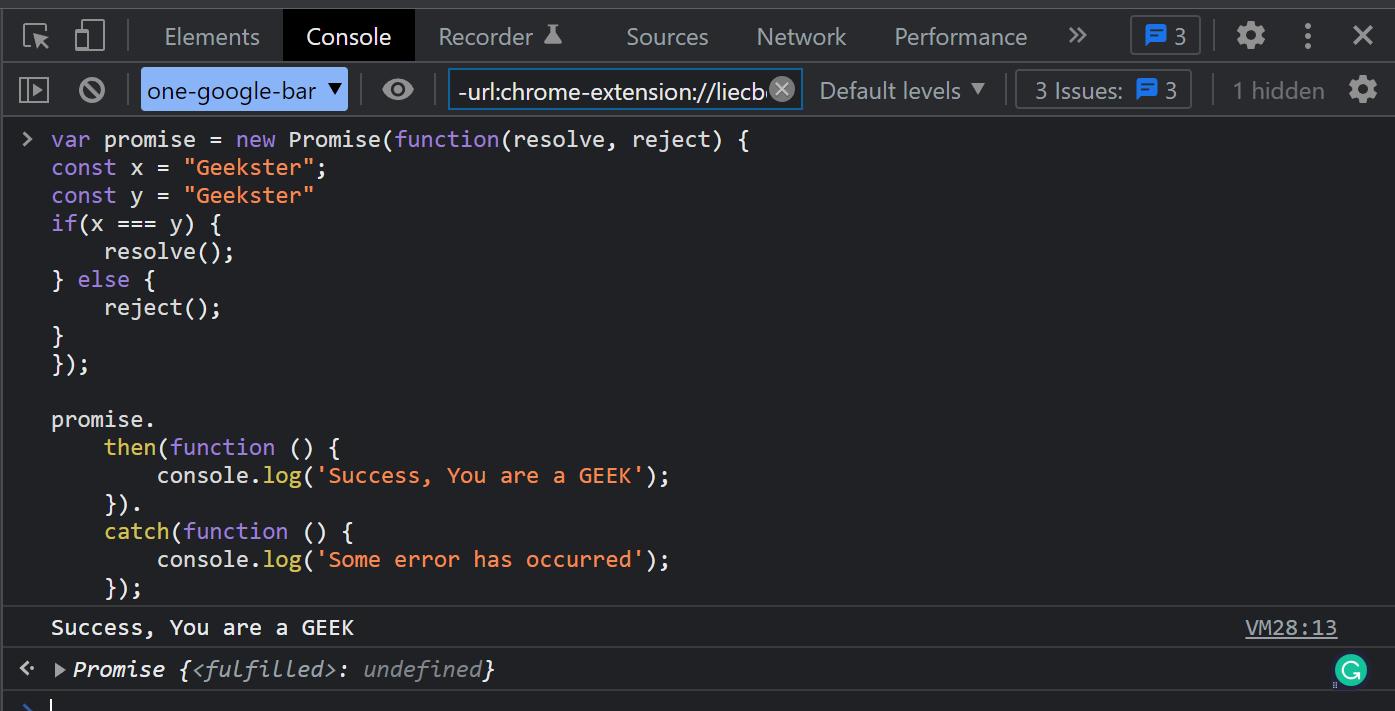 Elements Console Recorder Sources Network Performance » 3
one-google-bar ▼ -url:chrome-extension://liecb Default levels ▼ 3 Issues: 3 1 hidden
> var promise = new Promise(function(resolve, reject) {
const x = "Geekster";
const y = "Geekster"
if(x === y) {
    resolve();
} else {
    reject();
}
});
promise.
    then(function () {
        console.log('Success, You are a GEEK');
    }).
    catch(function () {
        console.log('Some error has occurred');
    });
Success, You are a GEEK VM28:13
Promise {<fulfilled>: undefined}